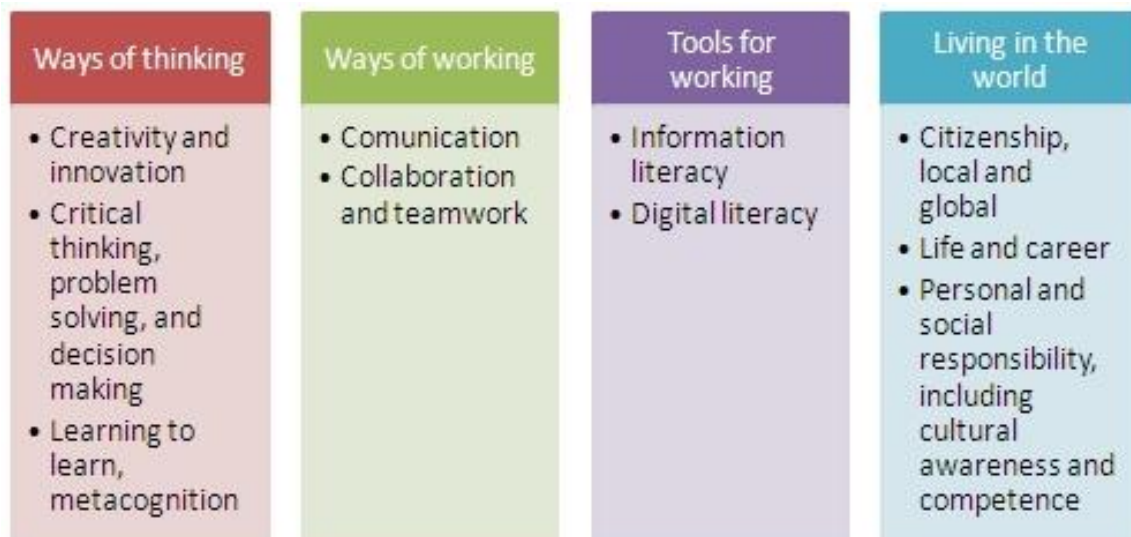 Ways of thinking
• Creativity and
innovation
• Critical
thinking,
problem
solving, and
decision
making
• Learning to
learn,
metacognition
Ways of working
• Comunication
• Collaboration
and teamwork
Tools for
working
• Information
literacy
• Digital literacy
Living in the
world
• Citizenship,
local and
global
• Life and career
• Personal and
social
responsibility,
including
cultural
awareness and
competence